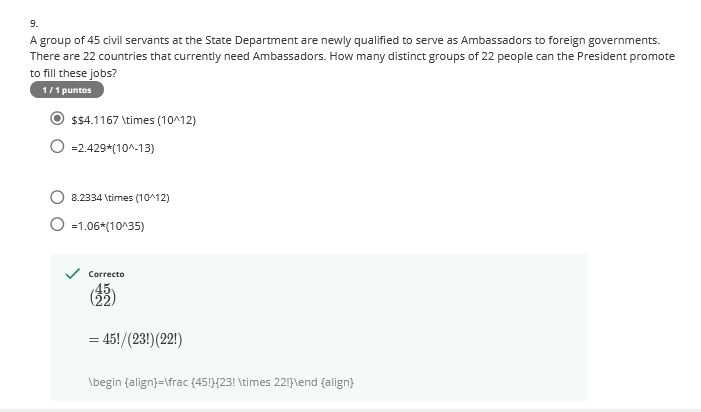 9.
A group of 45 civil servants at the State Department are newly qualified to serve as Ambassadors to foreign governments.
There are 22 countries that currently need Ambassadors. How many distinct groups of 22 people can the President promote
to fill these jobs?
1 / 1 puntos
$$4.1167 \times (10^12)
=2.429*(10^-13)
8.2334 \times (10^12)
=1.06*(10^35)
Correcto
(45
22)
= 45!/(23!)(22!)
\begin {align}=\frac {45!}{23! \times 22!}\end {align}